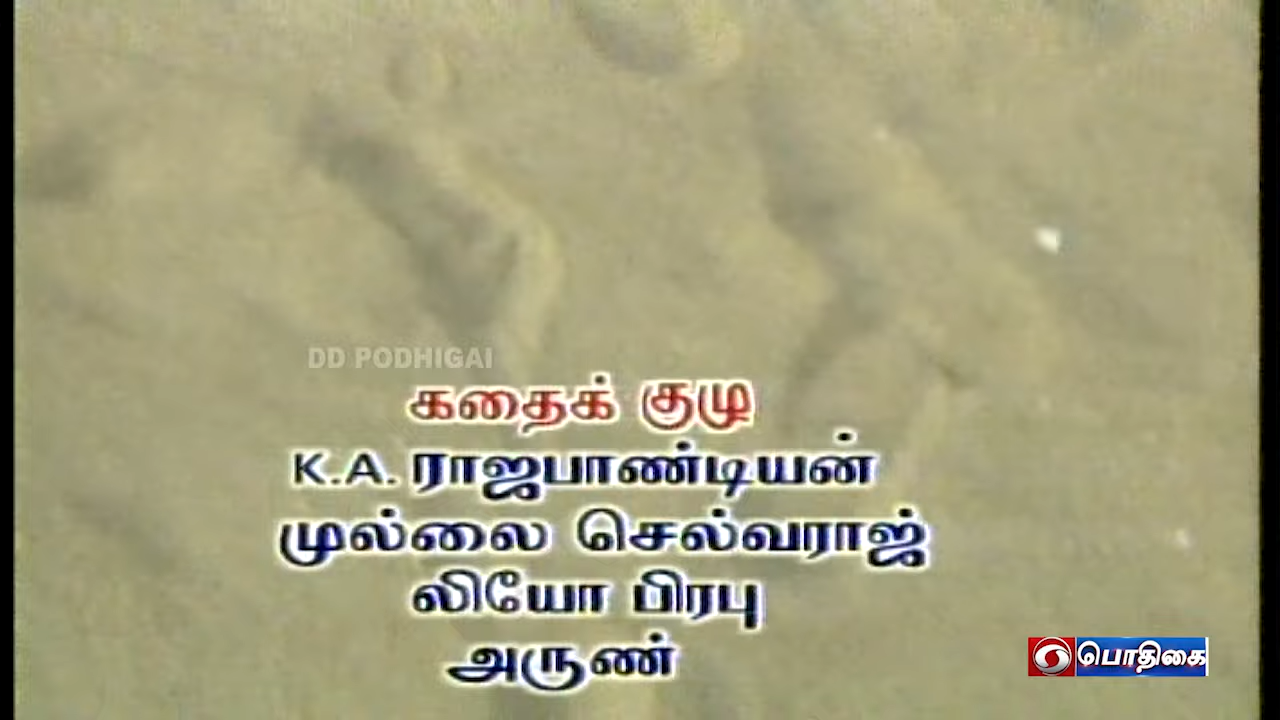 DD PODHIGAI
கதைக் குழு
K.A. ராஜபாண்டியன்
முல்லை செல்வராஜ்
லியோ பிரபு
அருண்
பொதிகை